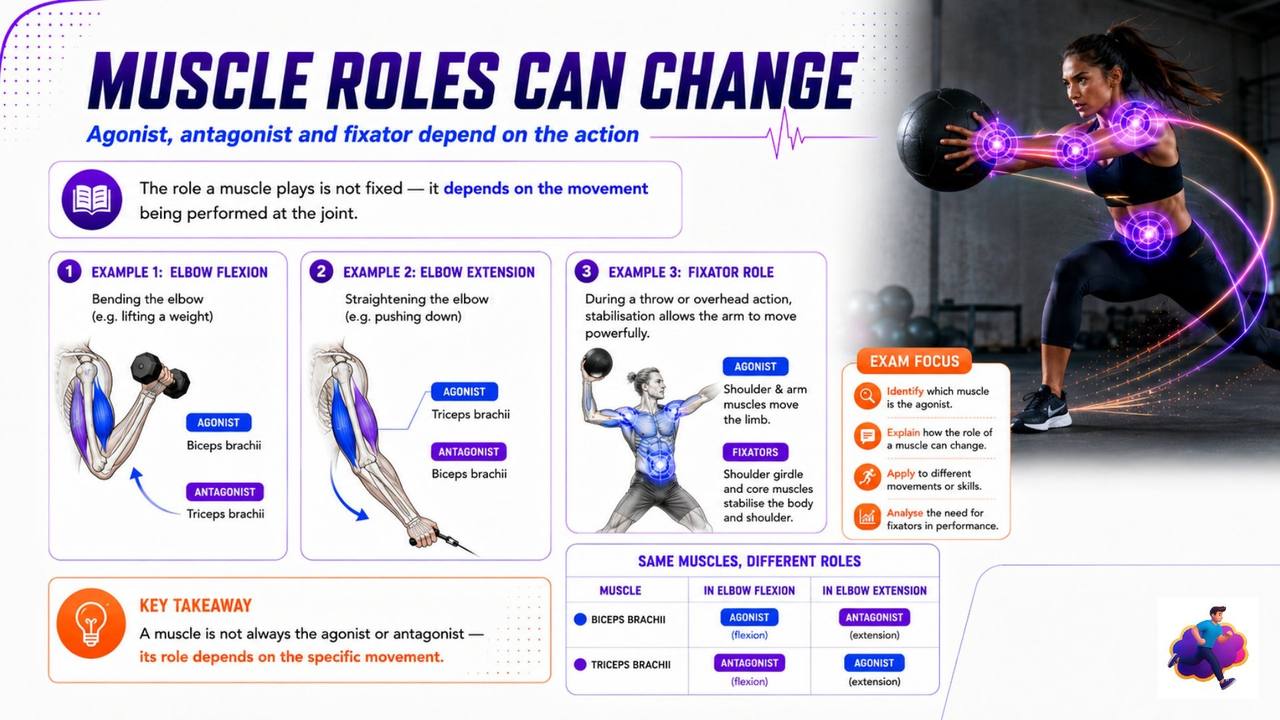 MUSCLE ROLES CAN CHANGE
Agonist, antagonist and fixator depend on the action
The role a muscle plays is not fixed — it depends on the movement
being performed at the joint.
1 EXAMPLE 1: ELBOW FLEXION
Bending the elbow
(e.g. lifting a weight)
AGONIST
Biceps brachii
ANTAGONIST
Triceps brachii
2 EXAMPLE 2: ELBOW EXTENSION
Straightening the elbow
(e.g. pushing down)
AGONIST
Triceps brachii
ANTAGONIST
Biceps brachii
3 EXAMPLE 3: FIXATOR ROLE
During a throw or overhead action,
stabilisation allows the arm to move
powerfully.
AGONIST
Shoulder & arm
muscles move
the limb.
FIXATORS
Shoulder girdle
and core muscles
stabilise the body
and shoulder.
EXAM FOCUS
Identify which muscle
is the agonist.
Explain how the role of
a muscle can change.
Apply to different
movements or skills.
Analyse the need for
fixators in performance.
KEY TAKEAWAY
A muscle is not always the agonist or antagonist —
its role depends on the specific movement.
SAME MUSCLES, DIFFERENT ROLES
MUSCLE IN ELBOW FLEXION IN ELBOW EXTENSION
BICEPS BRACHII AGONIST ANTAGONIST
(flexion) (extension)
TRICEPS BRACHII ANTAGONIST AGONIST
(flexion) (extension)